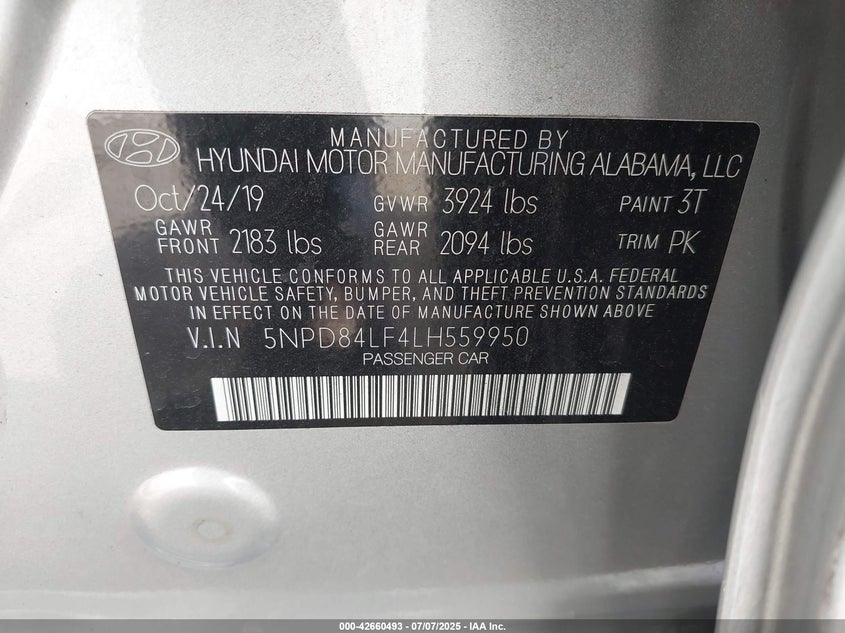 MANUFACTURED BY
HYUNDAI MOTOR MANUFACTURING ALABAMA, LLC
Oct/24/19 GVWR 3924 lbs PAINT 3T
GAWR FRONT 2183 lbs GAWR REAR 2094 lbs TRIM PK
THIS VEHICLE CONFORMS TO ALL APPLICABLE U.S.A. FEDERAL
MOTOR VEHICLE SAFETY, BUMPER, AND THEFT PREVENTION STANDARDS
IN EFFECT ON THE DATE OF MANUFACTURE SHOWN ABOVE
V.I.N 5NPD84LF4LH559950
PASSENGER CAR
000-42660493 - 07/07/2025 - IAA Inc.